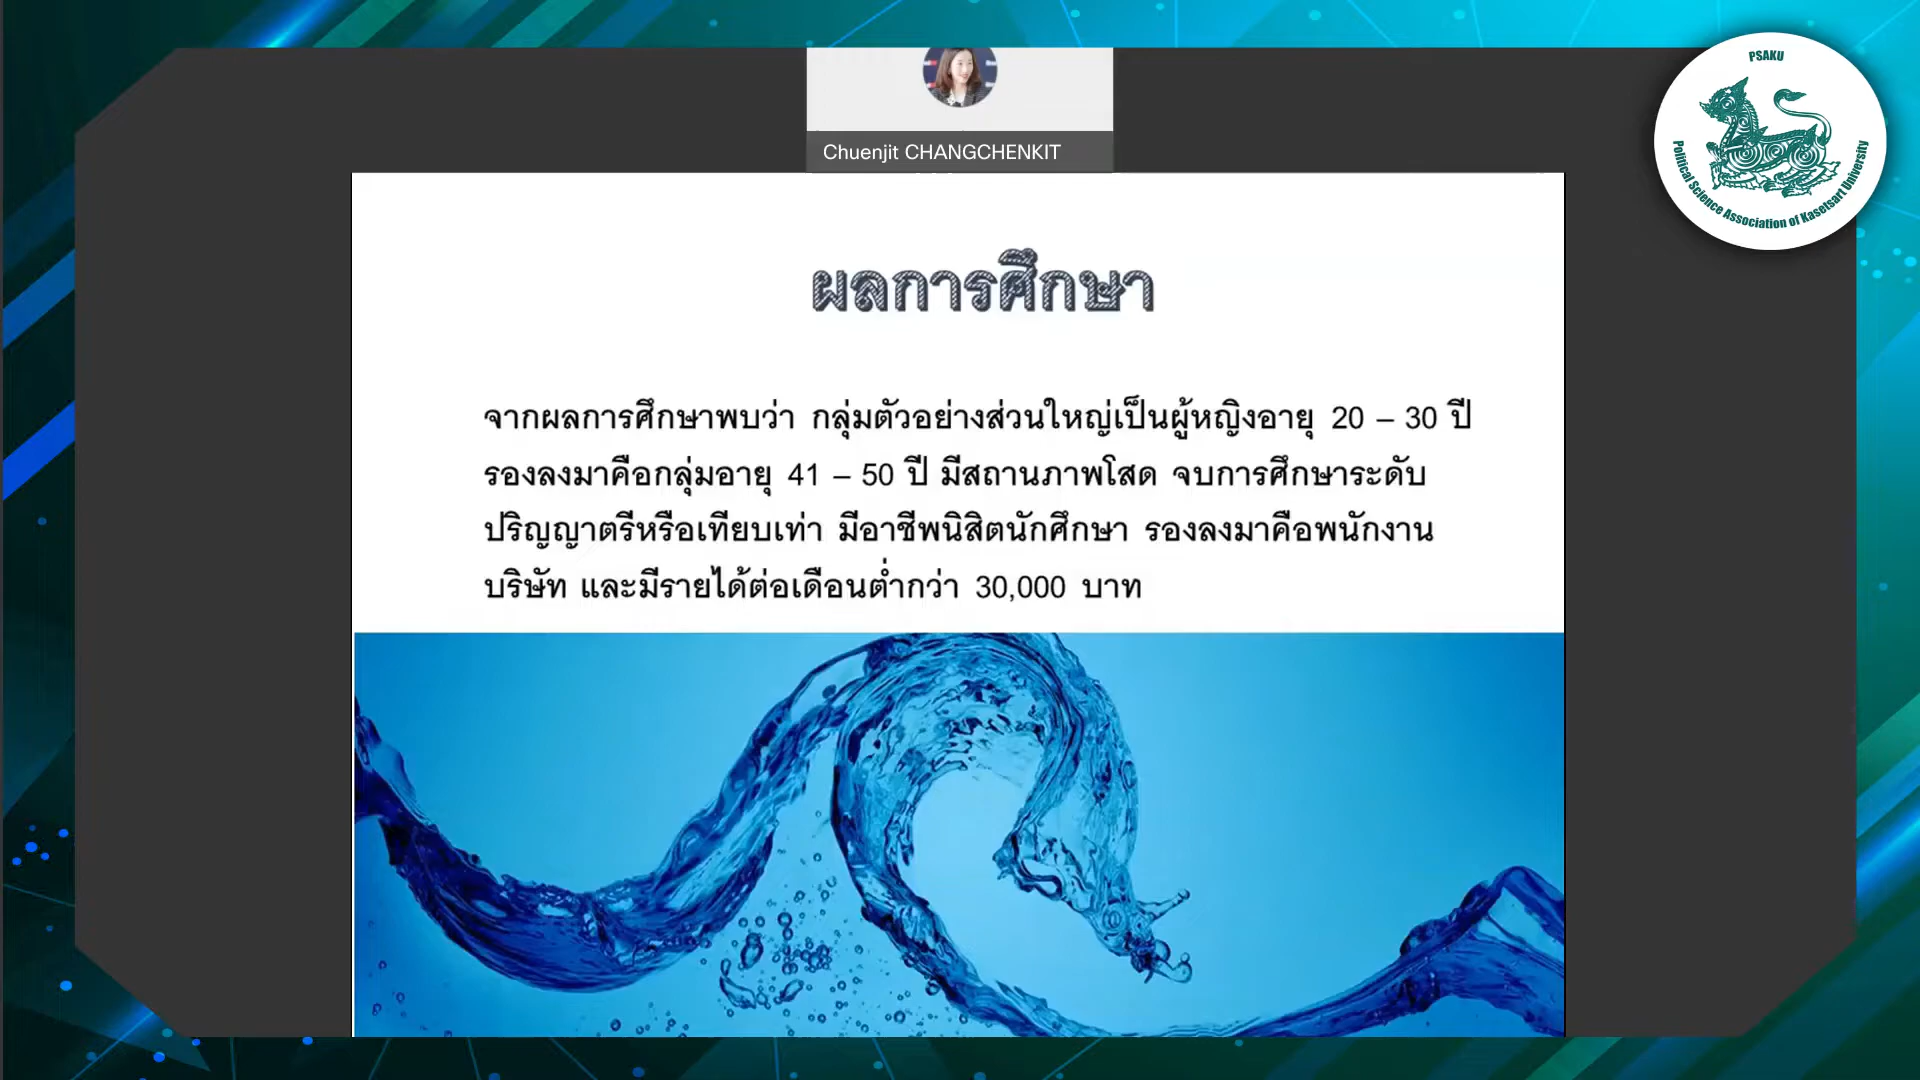 PSAKU
Political Science Association of Kasetsart University
Chuenjit CHANGCHENKIT
ผลการศึกษา
จากผลการศึกษาพบว่า กลุ่มตัวอย่างส่วนใหญ่เป็นผู้หญิงอายุ 20 – 30 ปี
รองลงมาคือกลุ่มอายุ 41 – 50 ปี มีสถานภาพโสด จบการศึกษาระดับ
ปริญญาตรีหรือเทียบเท่า มีอาชีพนิสิตนักศึกษา รองลงมาคือพนักงาน
บริษัท และมีรายได้ต่อเดือนต่ำกว่า 30,000 บาท